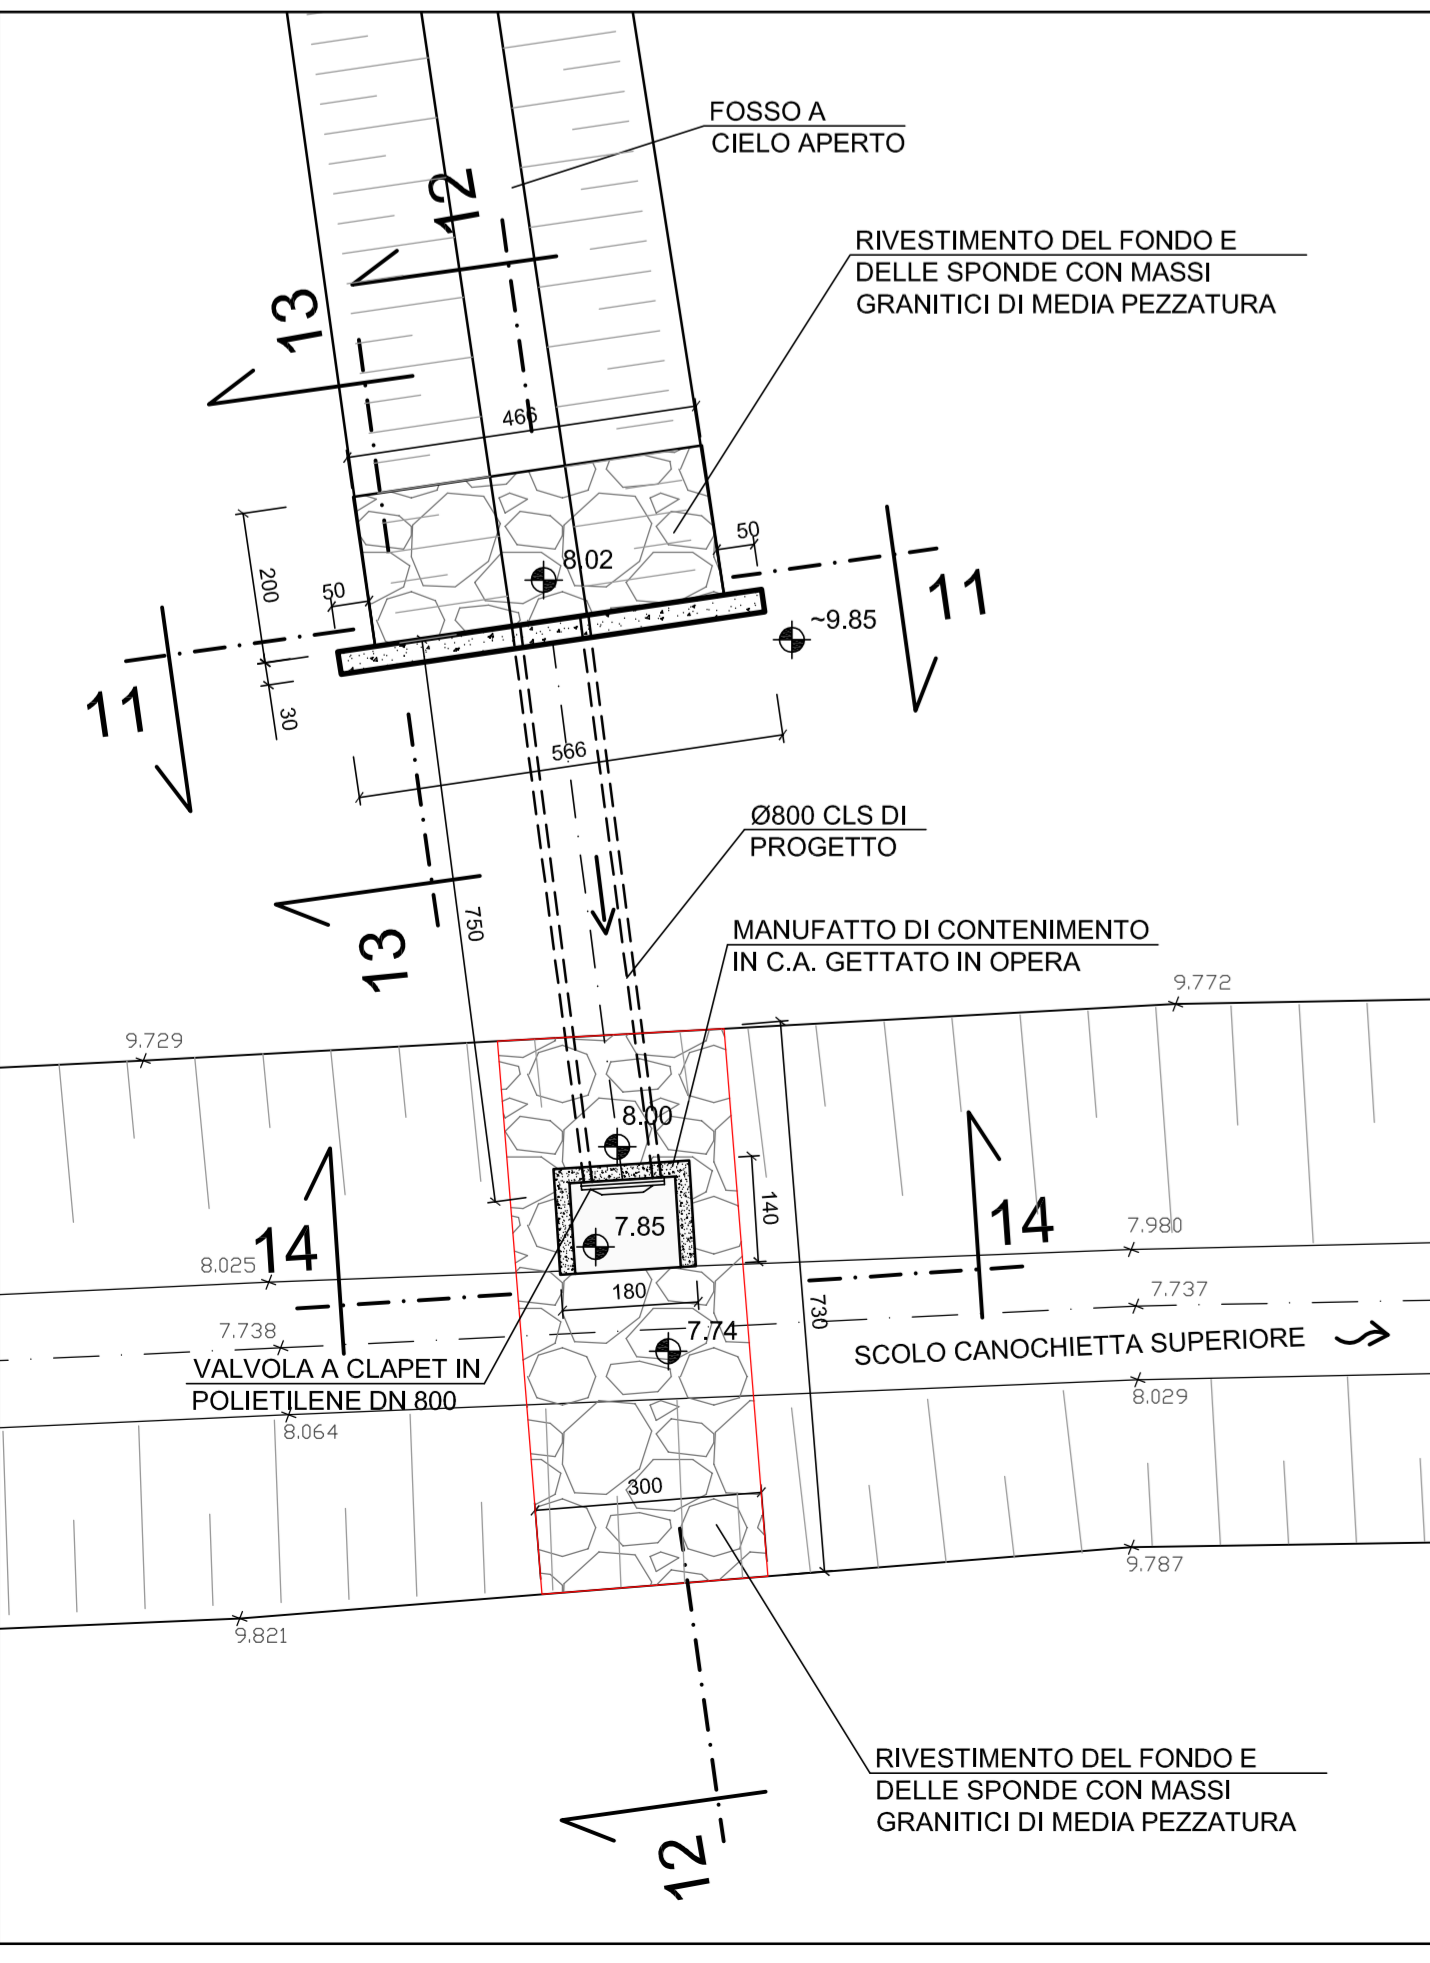 FOSSO A
CIELO APERTO
12
RIVESTIMENTO DEL FONDO E
DELLE SPONDE CON MASSI
GRANITICI DI MEDIA PEZZATURA
13
466
50
8.02
200
50
11
~9.85
11
30
566
Ø800 CLS DI
PROGETTO
750
MANUFATTO DI CONTENIMENTO
IN C.A. GETTATO IN OPERA
13
9.772
9.729
8.00
140
7.85
14
14
7.980
8.025
180
7.737
730
7.738
7.74
SCOLO CANOCHIETTA SUPERIORE
VALVOLA A CLAPET IN
POLIETILENE DN 800
8.029
8.064
300
9.787
9.821
RIVESTIMENTO DEL FONDO E
DELLE SPONDE CON MASSI
GRANITICI DI MEDIA PEZZATURA
12